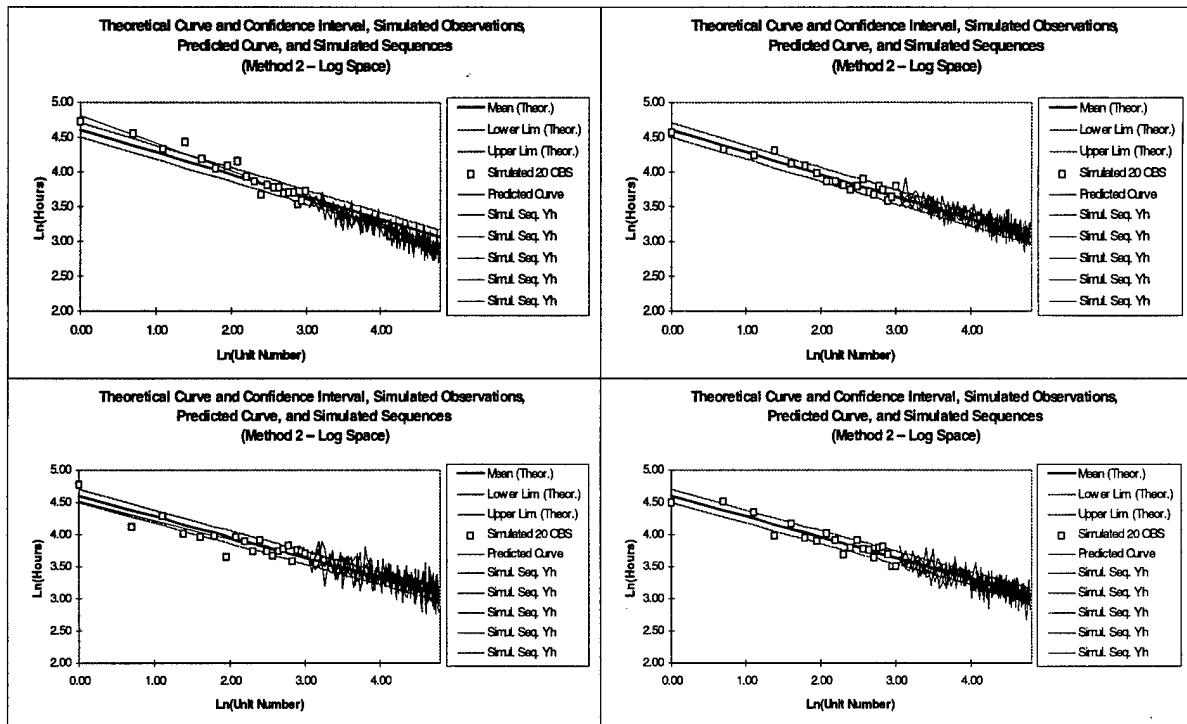 Theoretical Curve and Confidence Interval, Simulated Observations,
Predicted Curve, and Simulated Sequences
(Method 2 – Log Space)
5.00
4.50
4.00
3.50
3.00
2.50
2.00
Ln(Hours)
0.00 1.00 2.00 3.00 4.00
Ln(Unit Number)
Mean (Theor.)
Lower Lim (Theor.)
Upper Lim (Theor.)
Simulated 20 OBS
Predicted Curve
Simul. Seq. Yh
Simul. Seq. Yh
Simul. Seq. Yh
Simul. Seq. Yh
Simul. Seq. Yh
Theoretical Curve and Confidence Interval, Simulated Observations,
Predicted Curve, and Simulated Sequences
(Method 2 – Log Space)
5.00
4.50
4.00
3.50
3.00
2.50
2.00
Ln(Hours)
0.00 1.00 2.00 3.00 4.00
Ln(Unit Number)
Mean (Theor.)
Lower Lim (Theor.)
Upper Lim (Theor.)
Simulated 20 OBS
Predicted Curve
Simul. Seq. Yh
Simul. Seq. Yh
Simul. Seq. Yh
Simul. Seq. Yh
Simul. Seq. Yh
Theoretical Curve and Confidence Interval, Simulated Observations,
Predicted Curve, and Simulated Sequences
(Method 2 – Log Space)
5.00
4.50
4.00
3.50
3.00
2.50
2.00
Ln(Hours)
0.00 1.00 2.00 3.00 4.00
Ln(Unit Number)
Mean (Theor.)
Lower Lim (Theor.)
Upper Lim. (Theor.)
Simulated 20 OBS
Predicted Curve
Simul. Seq. Yh
Simul. Seq. Yh
Simul. Seq. Yh
Simul. Seq. Yh
Simul. Seq. Yh
Theoretical Curve and Confidence Interval, Simulated Observations,
Predicted Curve, and Simulated Sequences
(Method 2 – Log Space)
5.00
4.50
4.00
3.50
3.00
2.50
2.00
Ln(Hours)
0.00 1.00 2.00 3.00 4.00
Ln(Unit Number)
Mean (Theor.)
Lower Lim (Theor.)
Upper Lim (Theor.)
Simulated 20 OBS
Predicted Curve
Simul. Seq. Yh
Simul. Seq. Yh
Simul. Seq. Yh
Simul. Seq. Yh
Simul. Seq. Yh